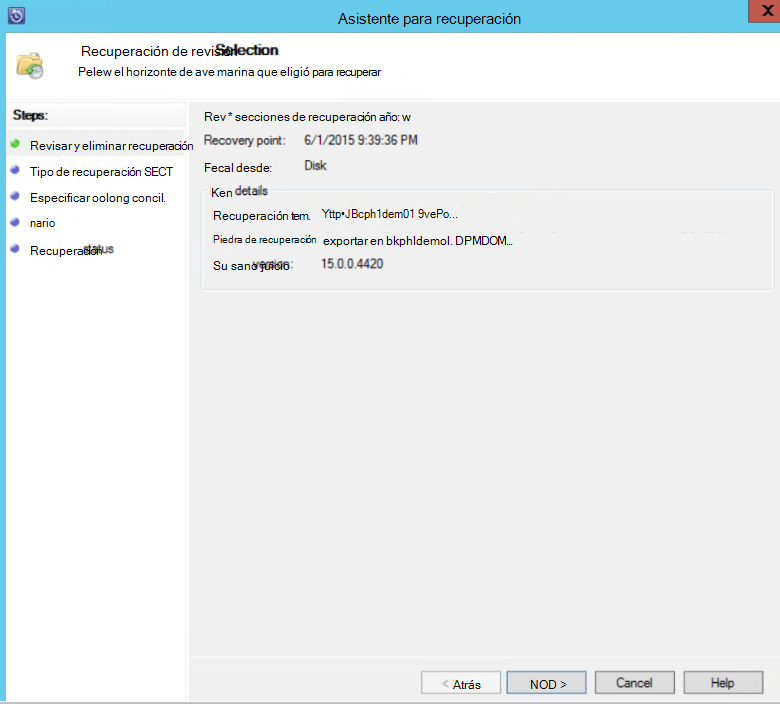 Asistente para recuperación
X
Recuperación de revisión Selection
Pelew el horizonte de ave marina que eligió para recuperar
Steps:
Revisar y eliminar recuperación
Tipo de recuperación SECT
Especificar oolong concil.
nario
Recuperación status
Rev * secciones de recuperación año: w
Recovery point: 6/1/2015 9:39:36 PM
Fecal desde: Disk
Ken details
Recuperación tem. Yttp•JBcph1dem01 9vePo...
Piedra de recuperación exportar en bkphldemol. DPMDOM...
Su sano juicio version: 15.0.0.4420
< Atrás
NOD >
Cancel
Help